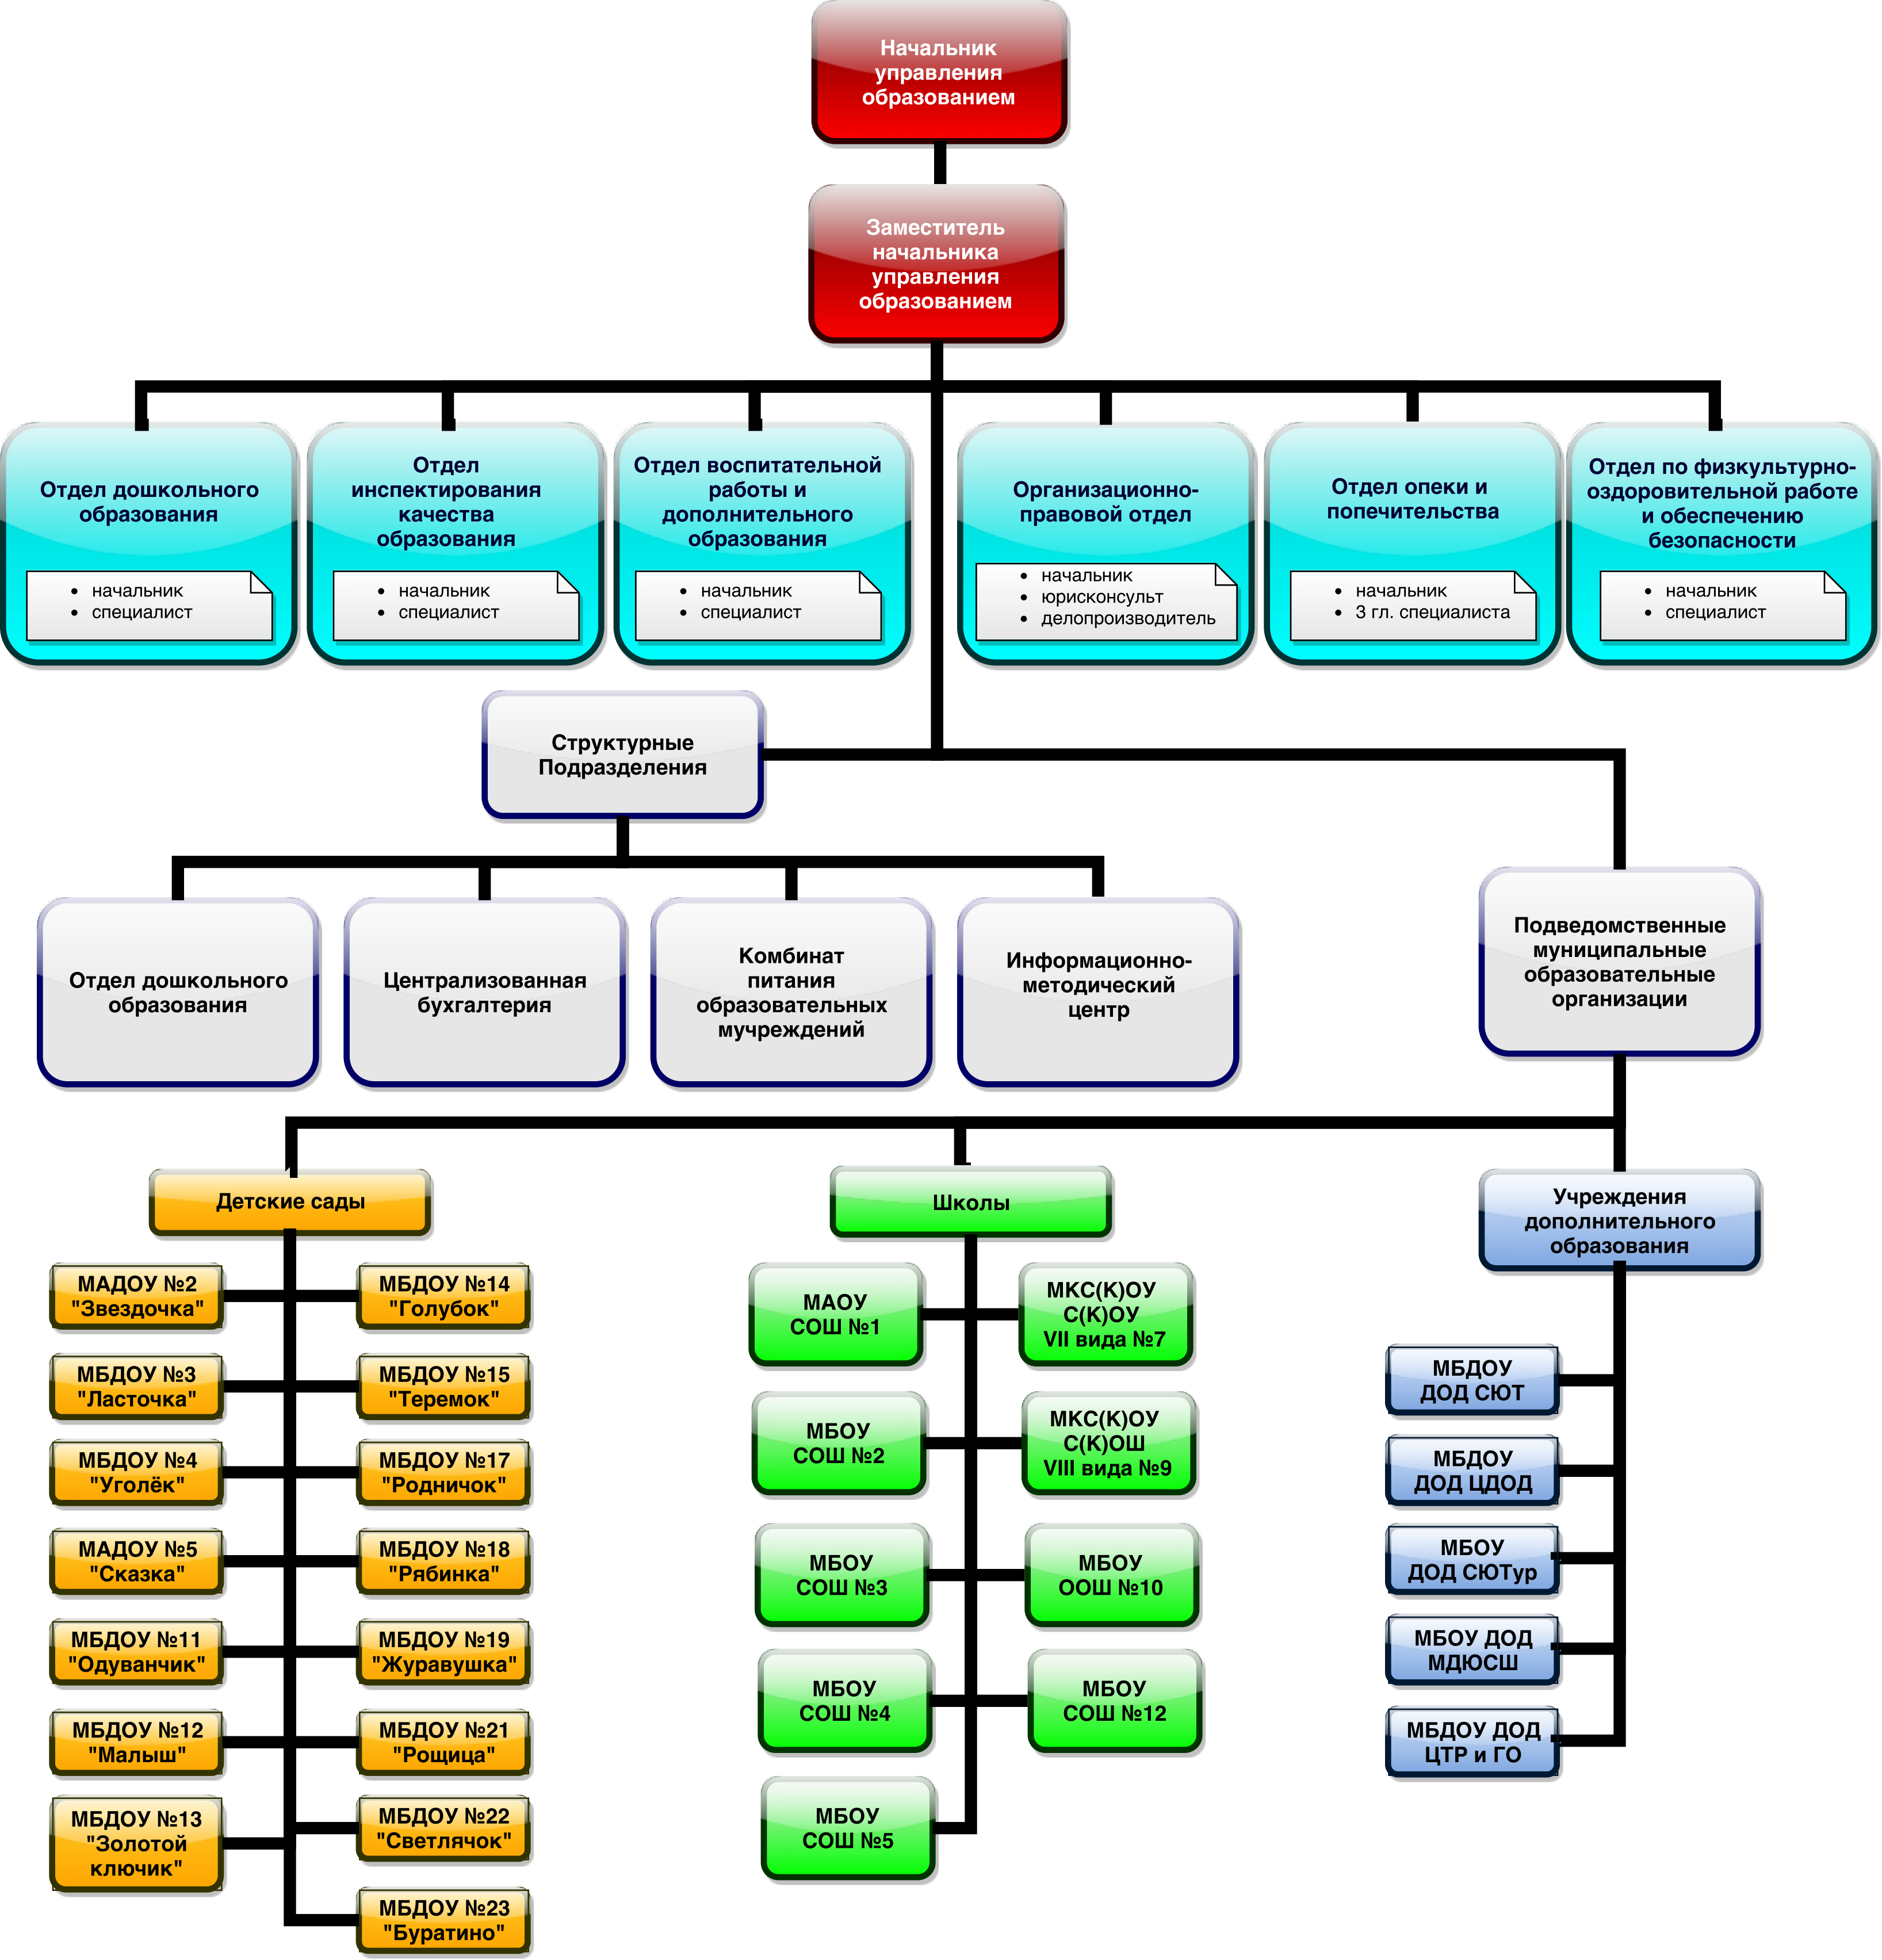 Начальник
управления
образованием
Заместитель
начальника
управления
образованием
Отдел дошкольного
образования
• начальник
• специалист
Отдел
инспектирования
качества
образования
• начальник
• специалист
Отдел воспитательной
работы и
дополнительного
образования
• начальник
• специалист
Организационно-
правовой отдел
• начальник
• юрисконсульт
• делопроизводитель
Отдел опеки и
попечительства
• начальник
• 3 гл. специалиста
Отдел по физкультурно-
оздоровительной работе
и обеспечению
безопасности
• начальник
• специалист
Структурные
Подразделения
Отдел дошкольного
образования
Централизованная
бухгалтерия
Комбинат
питания
образовательных
мучреждений
Информационно-
методический
центр
Подведомственные
муниципальные
образовательные
организации
Детские сады
МАДОУ №2
"Звездочка"
МБДОУ №3
"Ласточка"
МБДОУ №4
"Уголёк"
МАДОУ №5
"Сказка"
МБДОУ №11
"Одуванчик"
МБДОУ №12
"Малыш"
МБДОУ №13
"Золотой
ключик"
МБДОУ №14
"Голубок"
МБДОУ №15
"Теремок"
МБДОУ №17
"Родничок"
МБДОУ №18
"Рябинка"
МБДОУ №19
"Журавушка"
МБДОУ №21
"Рощица"
МБДОУ №22
"Светлячок"
МБДОУ №23
"Буратино"
Школы
МАОУ
СОШ №1
МБОУ
СОШ №2
МБОУ
СОШ №3
МБОУ
СОШ №4
МБОУ
СОШ №5
МКС(К)ОУ
С(К)ОУ
VII вида №7
МКС(К)ОУ
С(К)ОШ
VIII вида №9
МБОУ
ООШ №10
МБОУ
СОШ №12
Учреждения
дополнительного
образования
МБДОУ
ДОД СЮТ
МБДОУ
ДОД ЦДОД
МБОУ
ДОД СЮТур
МБОУ ДОД
МДЮСШ
МБДОУ ДОД
ЦТР и ГО